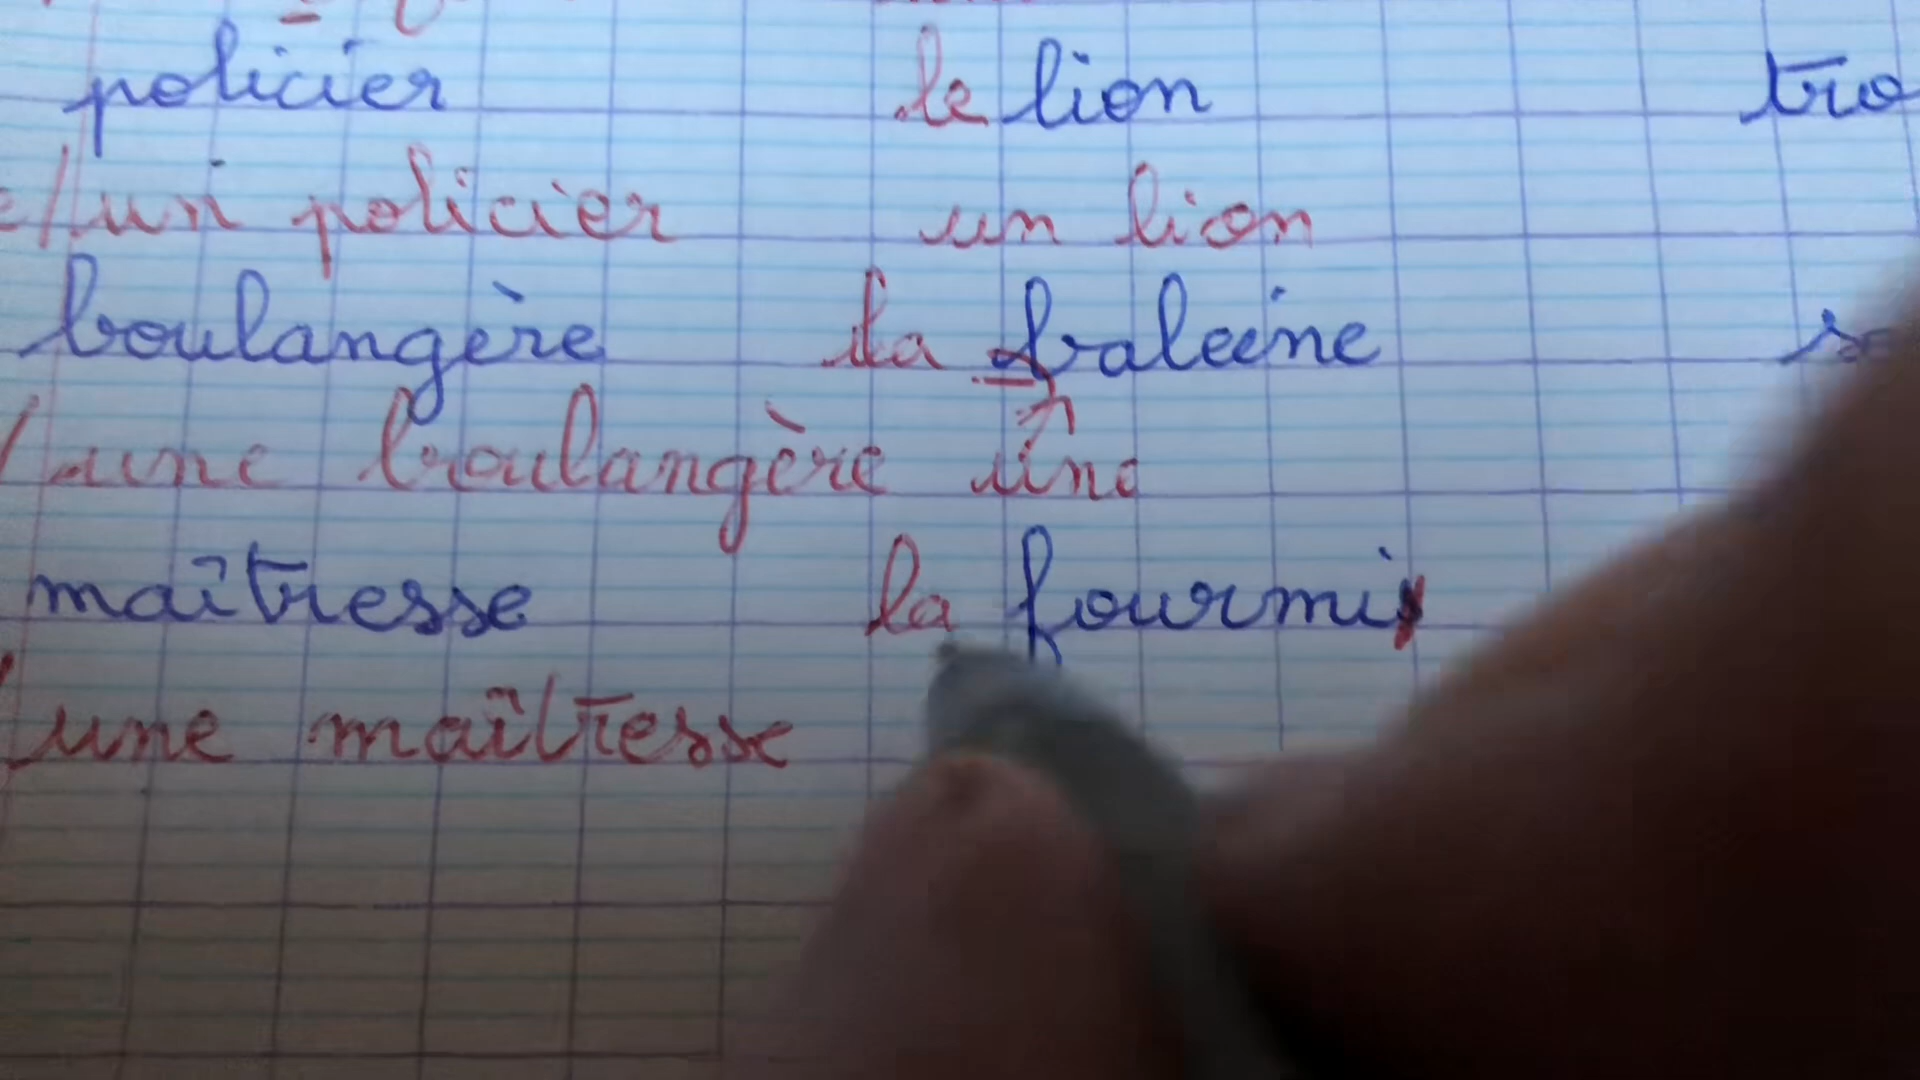 policier le lion
un policier un lion
boulangère la baleine
une boulangère une
maîtresse la fourmi
une maîtresse